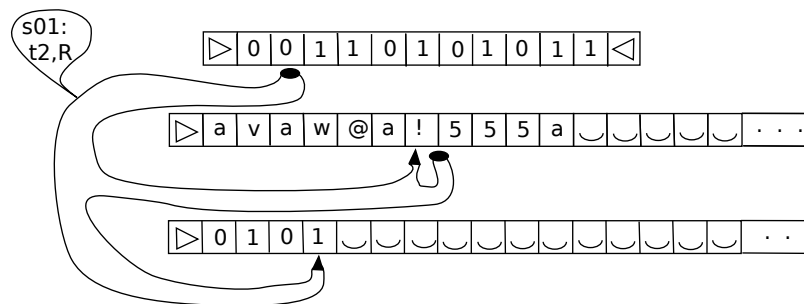 s01:
t2,R
▷ 0 0 1 1 0 1 0 1 0 1 1 ◁
▷ a v a w @ a ! 5 5 5 a ‿ ‿ ‿ ‿ ‿ . . .
▷ 0 1 0 1 ‿ ‿ ‿ ‿ ‿ ‿ ‿ ‿ ‿ ‿ ‿ ‿ . .